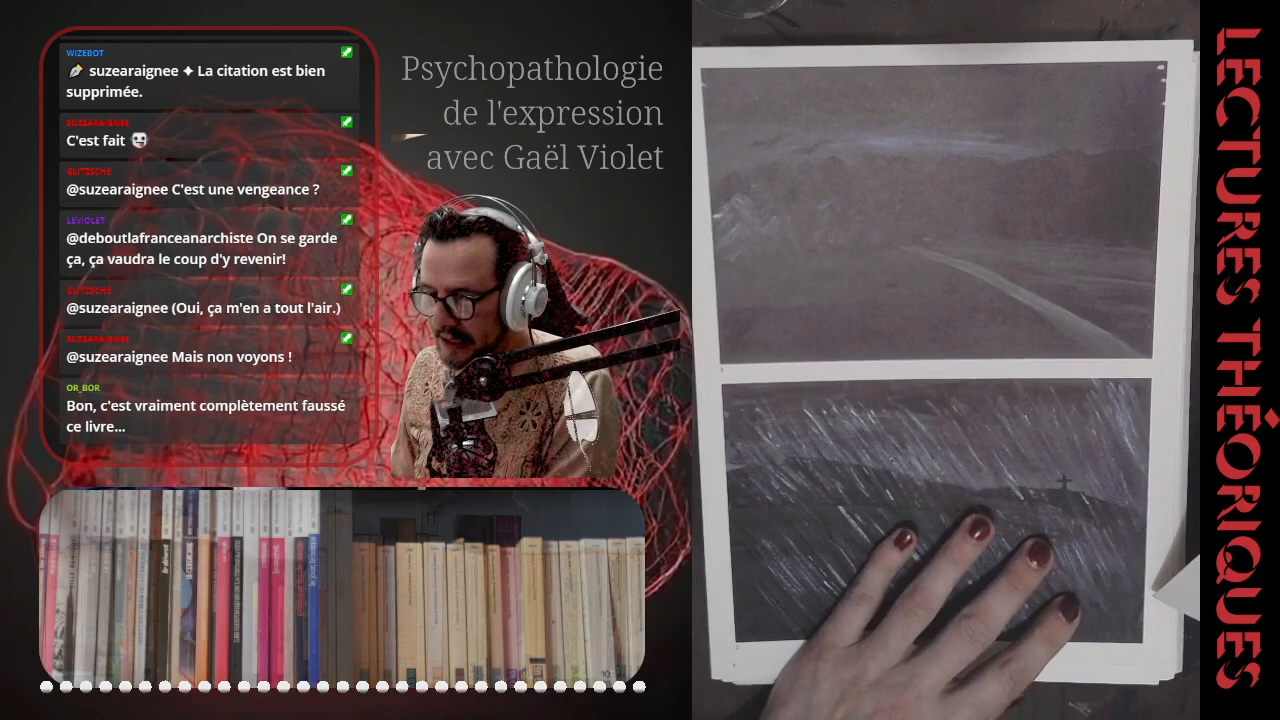 WIZEBOT
suzearaignee ✦ La citation est bien
supprimée.
SUZEARAIGNEE
C'est fait
GLITZSCHE
@suzearaignee C'est une vengeance ?
LEVIOLET
@deboutlafranceanarchiste On se garde
ça, ça vaudra le coup d'y revenir!
GLITZSCHE
@suzearaignee (Oui, ça m'en a tout l'air.)
SUZEARAIGNEE
@suzearaignee Mais non voyons !
OR_BOR
Bon, c'est vraiment complètement faussé
ce livre...
Psychopathologie
de l'expression
avec Gaël Violet
LECTURES THÉORIQUES